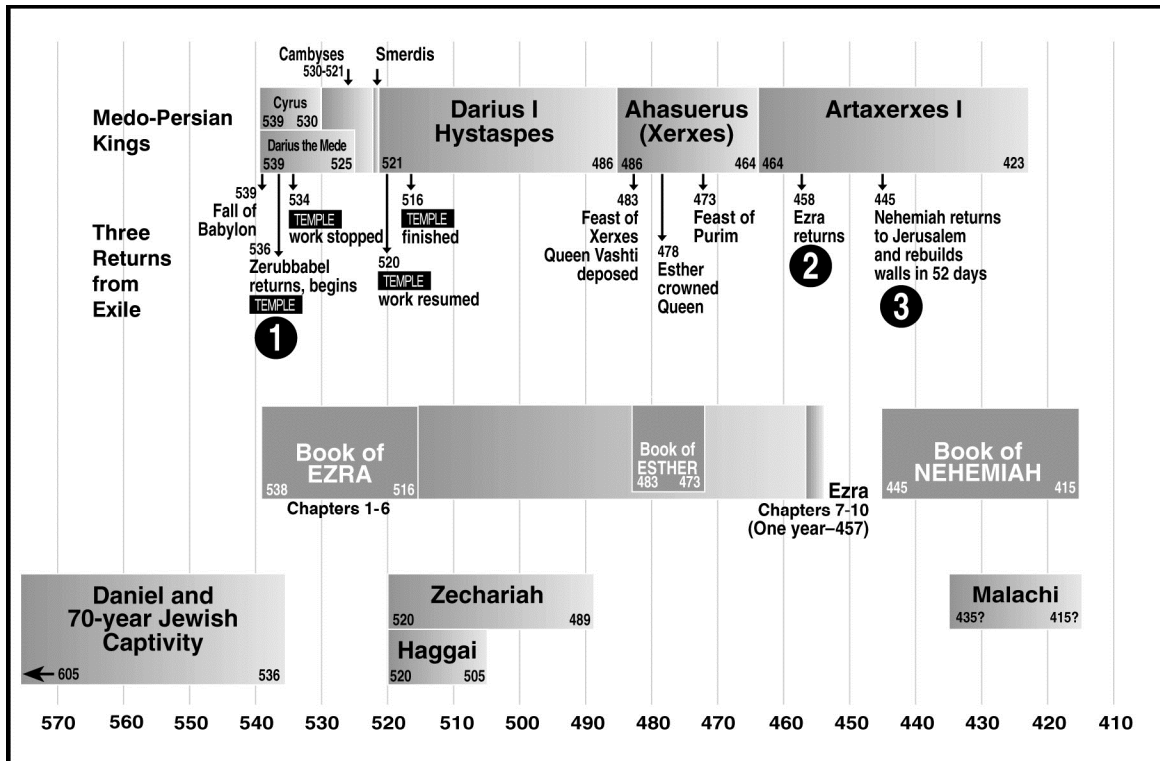 Cambyses
530-521
Smerdis
Medo-Persian
Kings
Cyrus
539 530
Darius the Mede
539 525
Darius I
Hystaspes
521 486
Ahasuerus
(Xerxes)
486 464
Artaxerxes I
464 423
Three
Returns
from
Exile
539
Fall of
Babylon
536
Zerubbabel
returns, begins
TEMPLE
1
534
TEMPLE
work stopped
520
TEMPLE
work resumed
516
TEMPLE
finished
483
Feast of
Xerxes
Queen Vashti
deposed
478
Esther
crowned
Queen
473
Feast of
Purim
458
Ezra
returns
2
445
Nehemiah returns
to Jerusalem
and rebuilds
walls in 52 days
3
Book of
EZRA
538 516
Chapters 1-6
Book of
ESTHER
483 473
Ezra
Chapters 7-10
(One year–457)
Book of
NEHEMIAH
445 415
Daniel and
70-year Jewish
Captivity
605 536
Zechariah
520 489
Haggai
520 505
Malachi
435? 415?
570 560 540 530 520 510 500 490 480 470 460 450 440 430 420 410